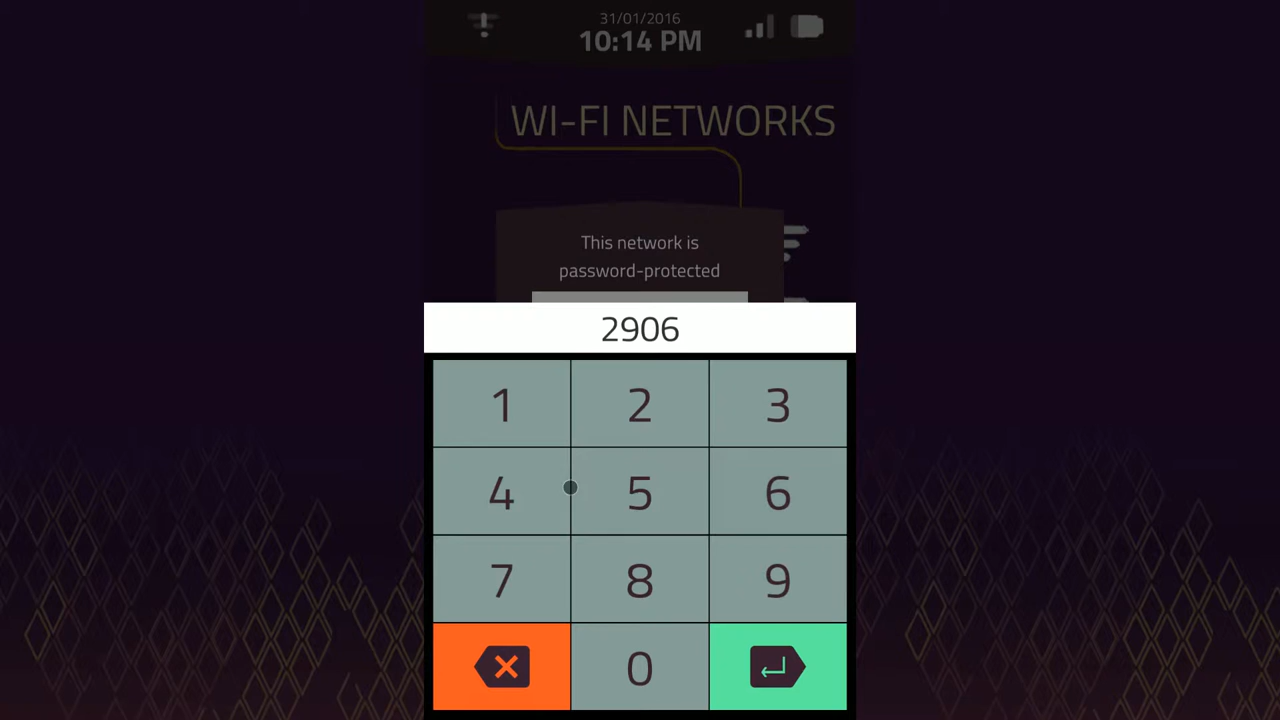 31/01/2016
10:14 PM
WI-FI NETWORKS
This network is
password-protected
2906
1 2 3
4 5 6
7 8 9
0